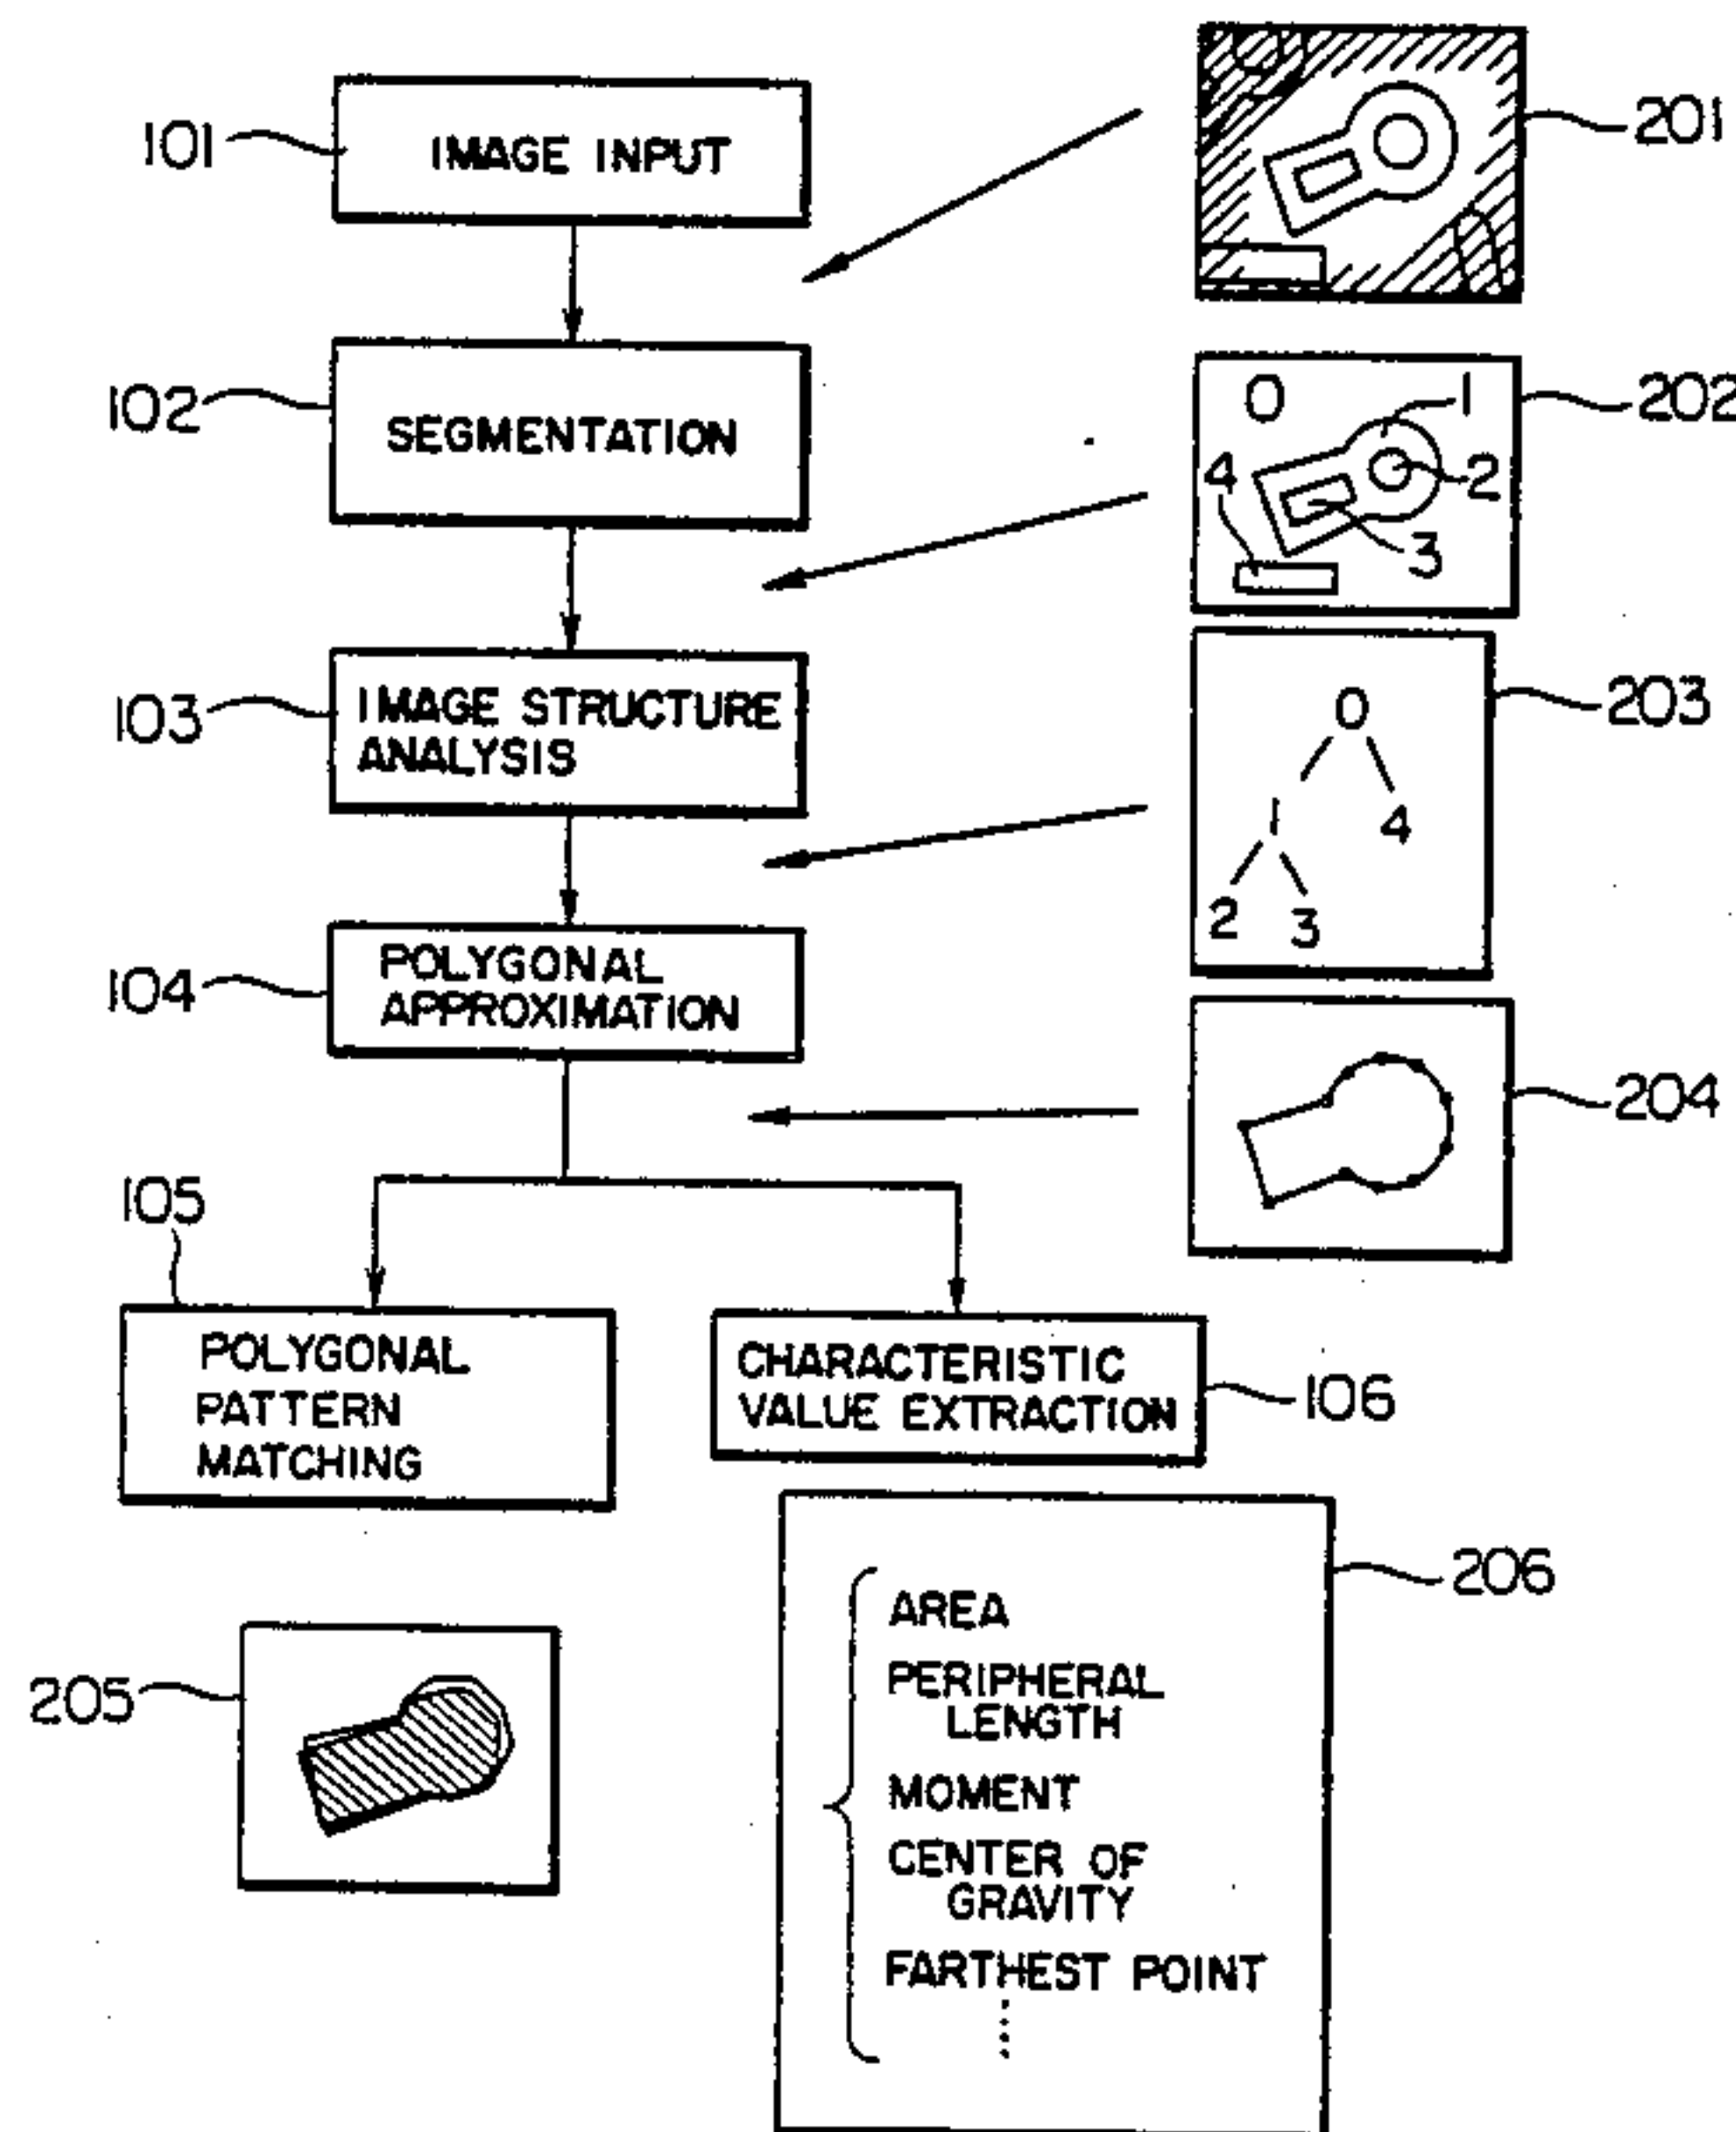 101
IMAGE INPUT
201
102
SEGMENTATION
0
1
2
3
4
202
103
IMAGE STRUCTURE
ANALYSIS
0
1
4
2
3
203
104
POLYGONAL
APPROXIMATION
204
105
POLYGONAL
PATTERN
MATCHING
CHARACTERISTIC
VALUE EXTRACTION
106
205
206
AREA
PERIPHERAL
LENGTH
MOMENT
CENTER OF
GRAVITY
FARTHEST POINT